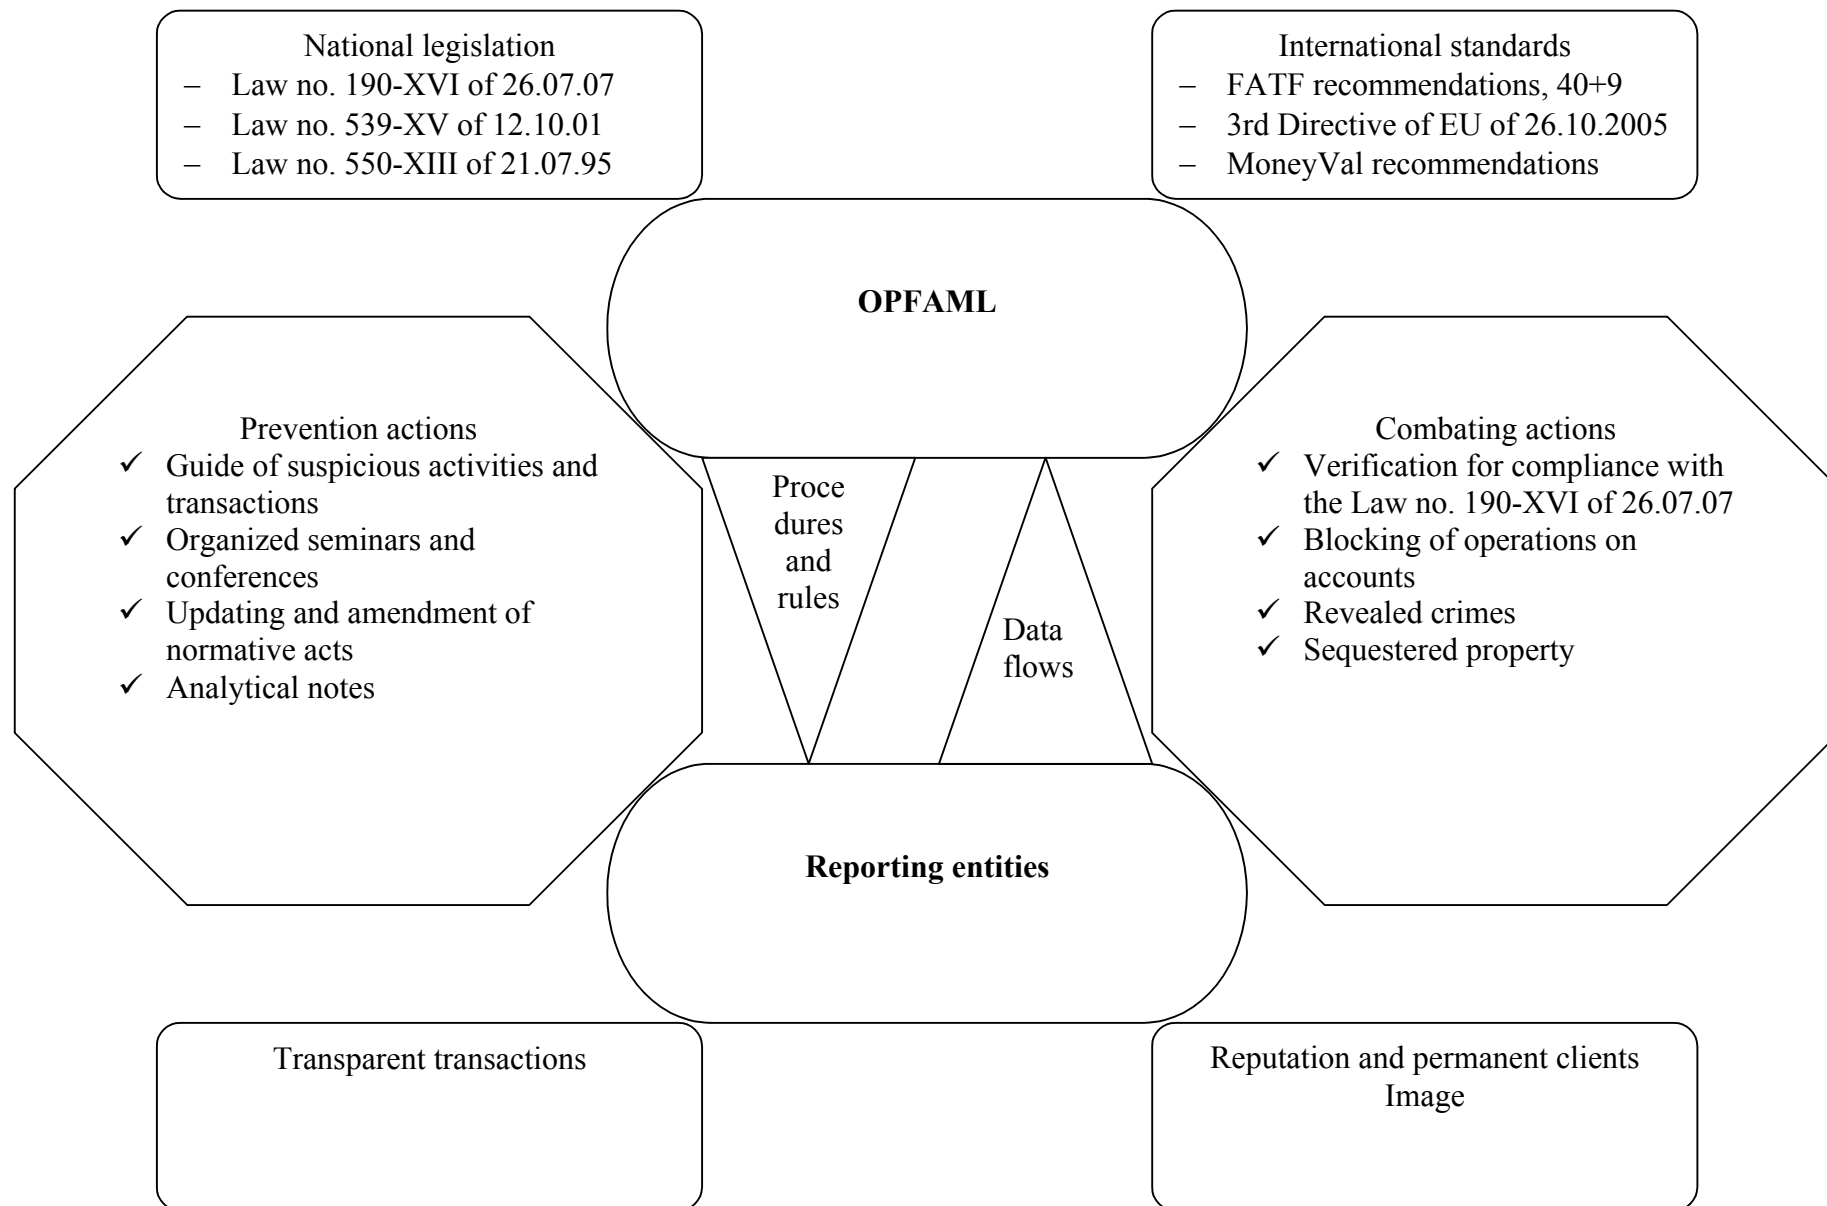 National legislation
– Law no. 190-XVI of 26.07.07
– Law no. 539-XV of 12.10.01
– Law no. 550-XIII of 21.07.95
International standards
– FATF recommendations, 40+9
– 3rd Directive of EU of 26.10.2005
– MoneyVal recommendations
OPFAML
Prevention actions
✓ Guide of suspicious activities and
transactions
✓ Organized seminars and
conferences
✓ Updating and amendment of
normative acts
✓ Analytical notes
Proce
dures
and
rules
Data
flows
Combating actions
✓ Verification for compliance with
the Law no. 190-XVI of 26.07.07
✓ Blocking of operations on
accounts
✓ Revealed crimes
✓ Sequestered property
Reporting entities
Transparent transactions
Reputation and permanent clients
Image